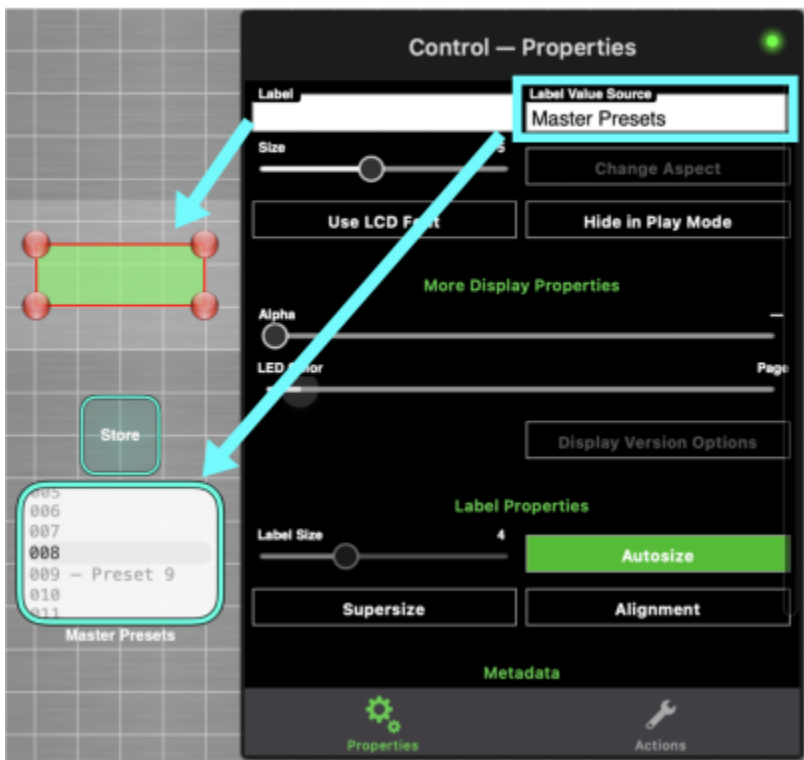 Control — Properties
Label
Label Value Source
Master Presets
Size
5
Change Aspect
Use LCD Font
Hide in Play Mode
More Display Properties
Alpha
—
LED Color
Page
Display Version Options
Label Properties
Label Size
4
Autosize
Supersize
Alignment
Metadata
Properties
Actions
Store
005
006
007
008
009 – Preset 9
010
011
Master Presets